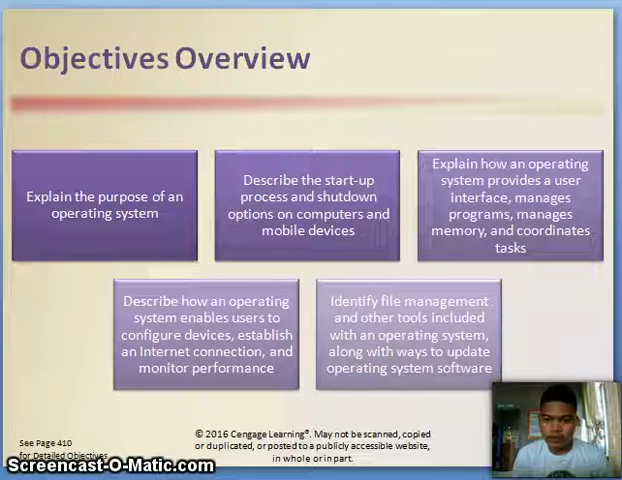 Objectives Overview
Explain the purpose of an
operating system
Describe the start-up
process and shutdown
options on computers and
mobile devices
Explain how an operating
system provides a user
interface, manages
programs, manages
memory, and coordinates
tasks
Describe how an operating
system enables users to
configure devices, establish
an Internet connection, and
monitor performance
Identify file management
and other tools included
with an operating system,
along with ways to update
operating system software
See Page 410
for Detailed Objectives
© 2016 Cengage Learning®. May not be scanned, copied
or duplicated, or posted to a publicly accessible website,
in whole or in part.
Screencast-O-Matic.com